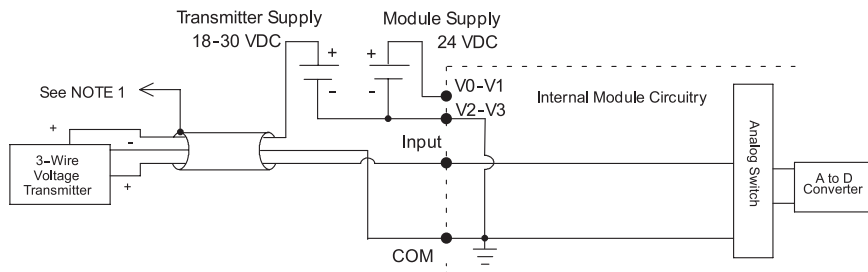 Transmitter Supply
18-30 VDC
Module Supply
24 VDC
+
-
+
-
See NOTE 1
V0-V1
V2-V3
Internal Module Circuitry
Input
+
-
+
3-Wire
Voltage
Transmitter
Analog Switch
A to D
Converter
COM